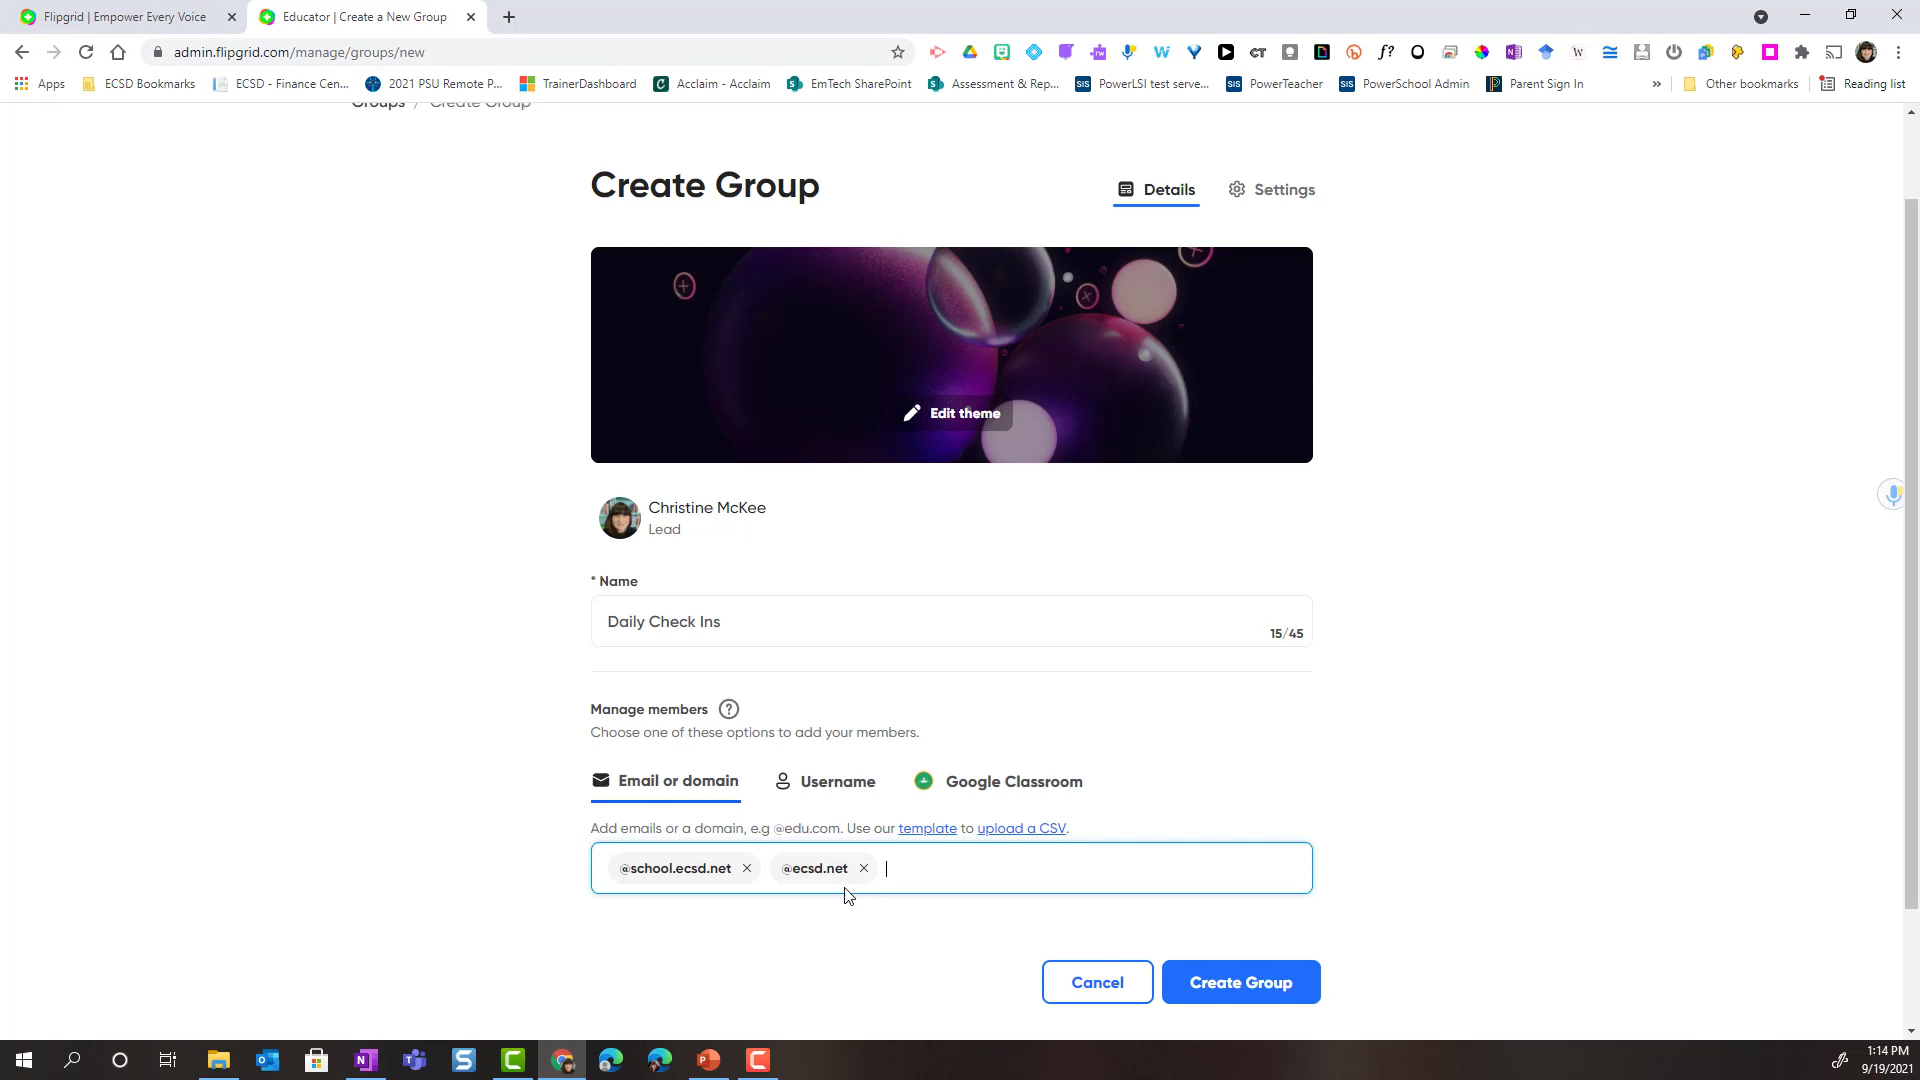 Flipgrid | Empower Every Voice
Educator | Create a New Group
admin.flipgrid.com/manage/groups/new
Apps
ECSD Bookmarks
ECSD - Finance Cen...
2021 PSU Remote P...
TrainerDashboard
Acclaim - Acclaim
EmTech SharePoint
Assessment & Rep...
PowerLSI test serve...
PowerTeacher
PowerSchool Admin
Parent Sign In
»
Other bookmarks
Reading list
Groups / Create Group
Create Group
Details
Settings
Edit theme
Christine McKee
Lead
* Name
Daily Check Ins
15/45
Manage members
Choose one of these options to add your members.
Email or domain
Username
Google Classroom
Add emails or a domain, e.g @edu.com. Use our template to upload a CSV.
@school.ecsd.net
@ecsd.net
Cancel
Create Group
1:14 PM
9/19/2021